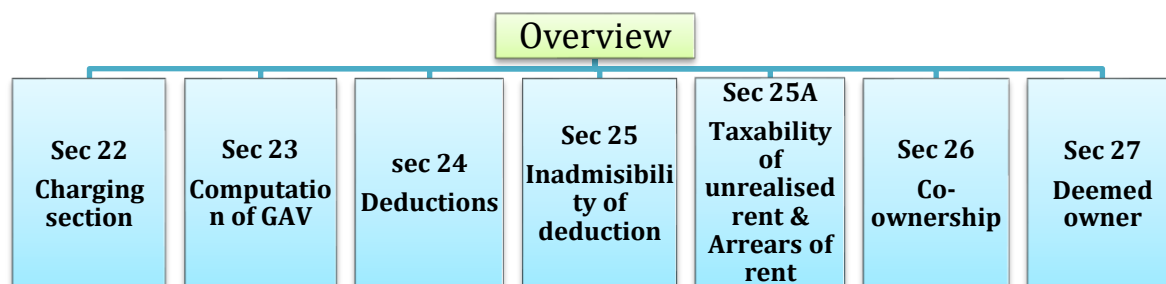 Overview
Sec 22
Charging
section
Sec 23
Computatio
n of GAV
sec 24
Deductions
Sec 25
Inadmisibili
ty of
deduction
Sec 25A
Taxability
of
unrealised
rent &
Arrears of
rent
Sec 26
Co-
ownership
Sec 27
Deemed
owner